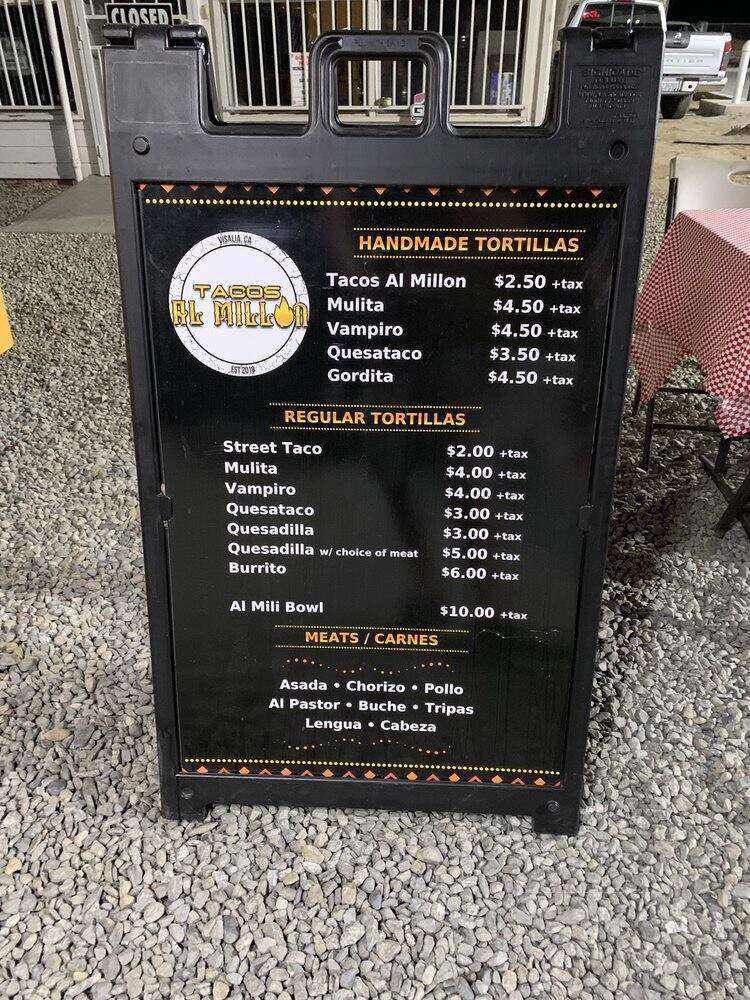 CLOSED
VISALIA, CA
TACOS
AL MILLON
EST 2018
HANDMADE TORTILLAS
Tacos Al Millon $2.50 +tax
Mulita $4.50 +tax
Vampiro $4.50 +tax
Quesataco $3.50 +tax
Gordita $4.50 +tax
REGULAR TORTILLAS
Street Taco $2.00 +tax
Mulita $4.00 +tax
Vampiro $4.00 +tax
Quesataco $3.00 +tax
Quesadilla $3.00 +tax
Quesadilla w/ choice of meat $5.00 +tax
Burrito $6.00 +tax
Al Mili Bowl $10.00 +tax
MEATS / CARNES
Asada • Chorizo • Pollo
Al Pastor • Buche • Tripas
Lengua • Cabeza